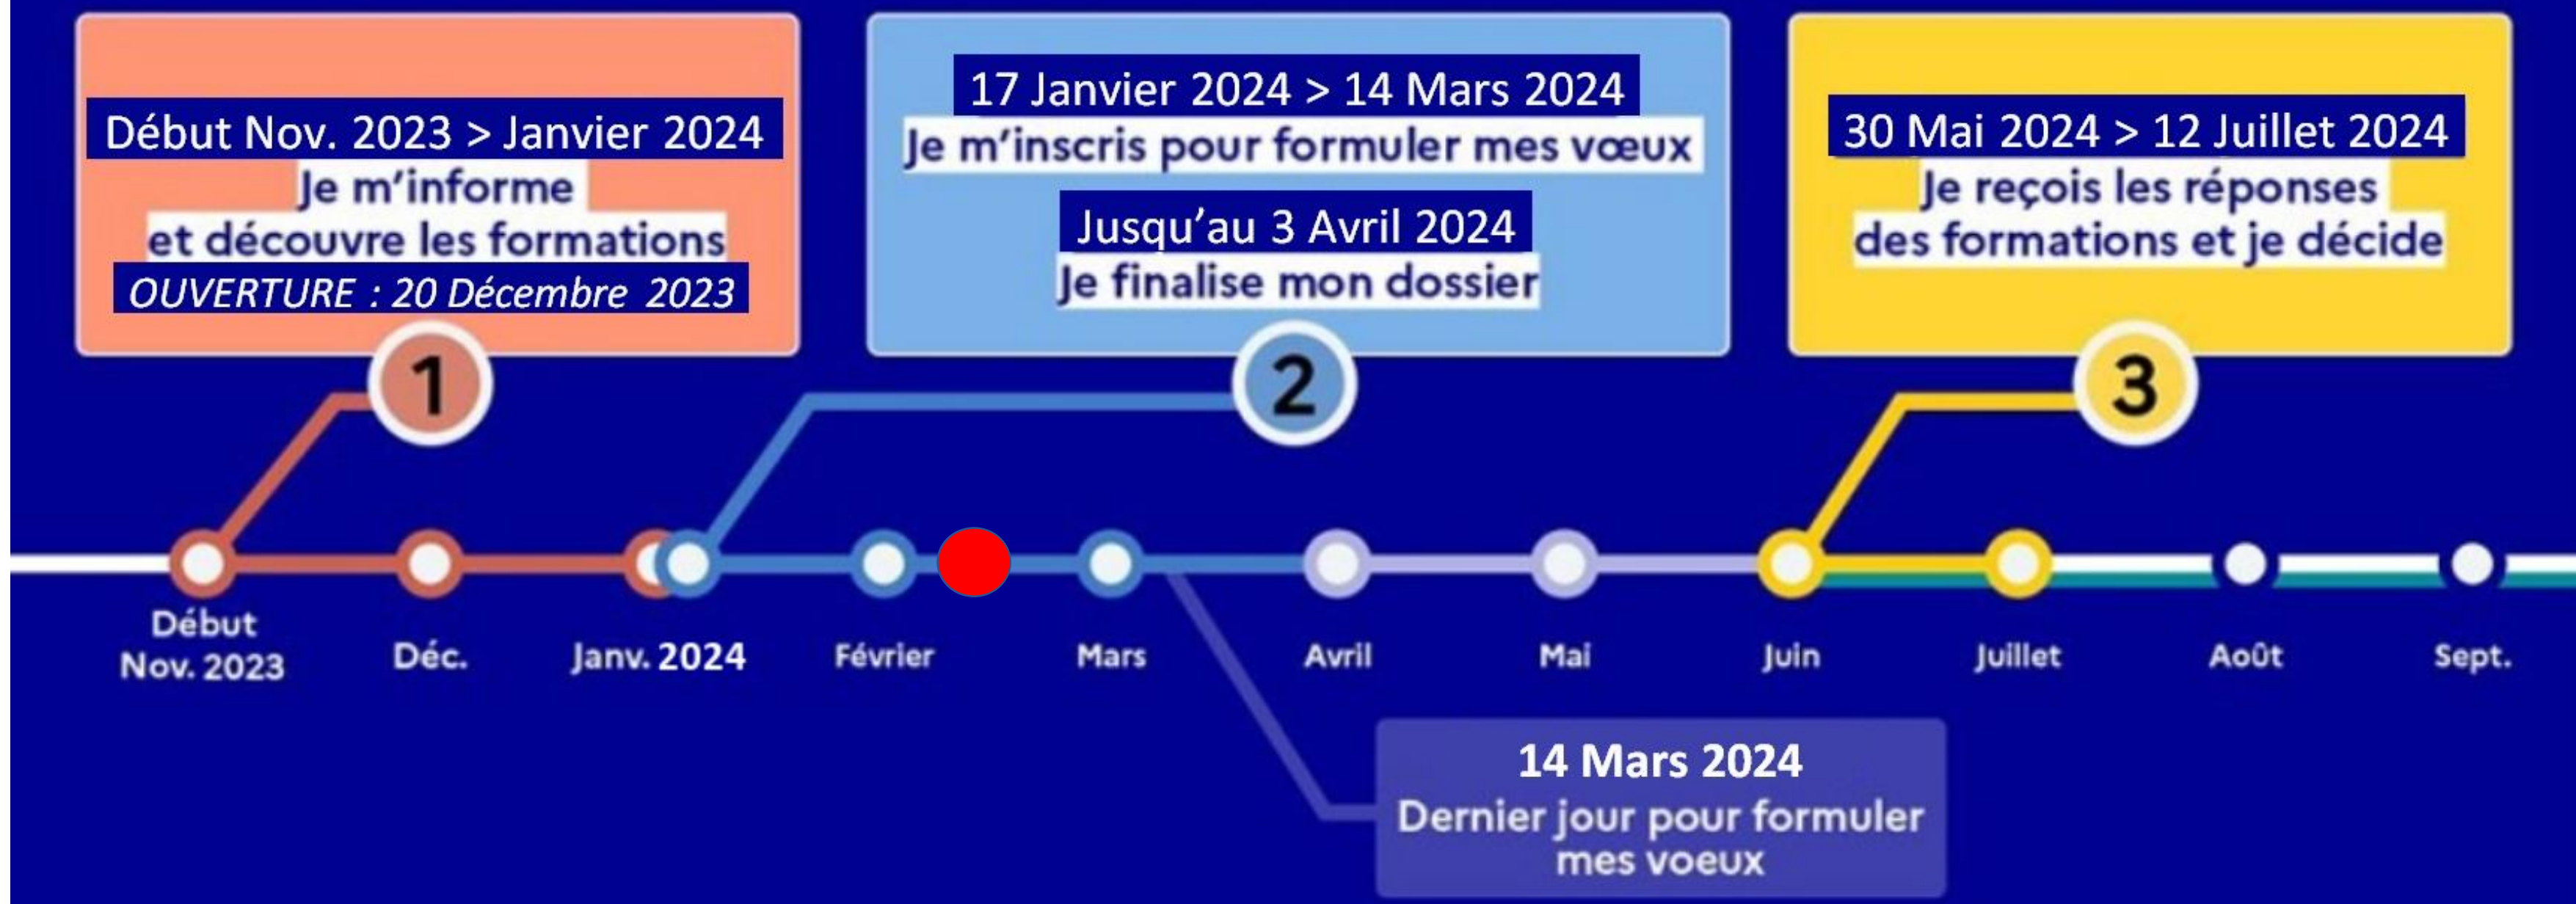 Début Nov. 2023 > Janvier 2024
Je m'informe
et découvre les formations
OUVERTURE : 20 Décembre 2023
1
17 Janvier 2024 > 14 Mars 2024
Je m'inscris pour formuler mes vœux
Jusqu'au 3 Avril 2024
Je finalise mon dossier
2
30 Mai 2024 > 12 Juillet 2024
Je reçois les réponses
des formations et je décide
3
Début
Nov. 2023
Déc.
Janv. 2024
Février
Mars
Avril
Mai
Juin
Juillet
Août
Sept.
14 Mars 2024
Dernier jour pour formuler
mes voeux